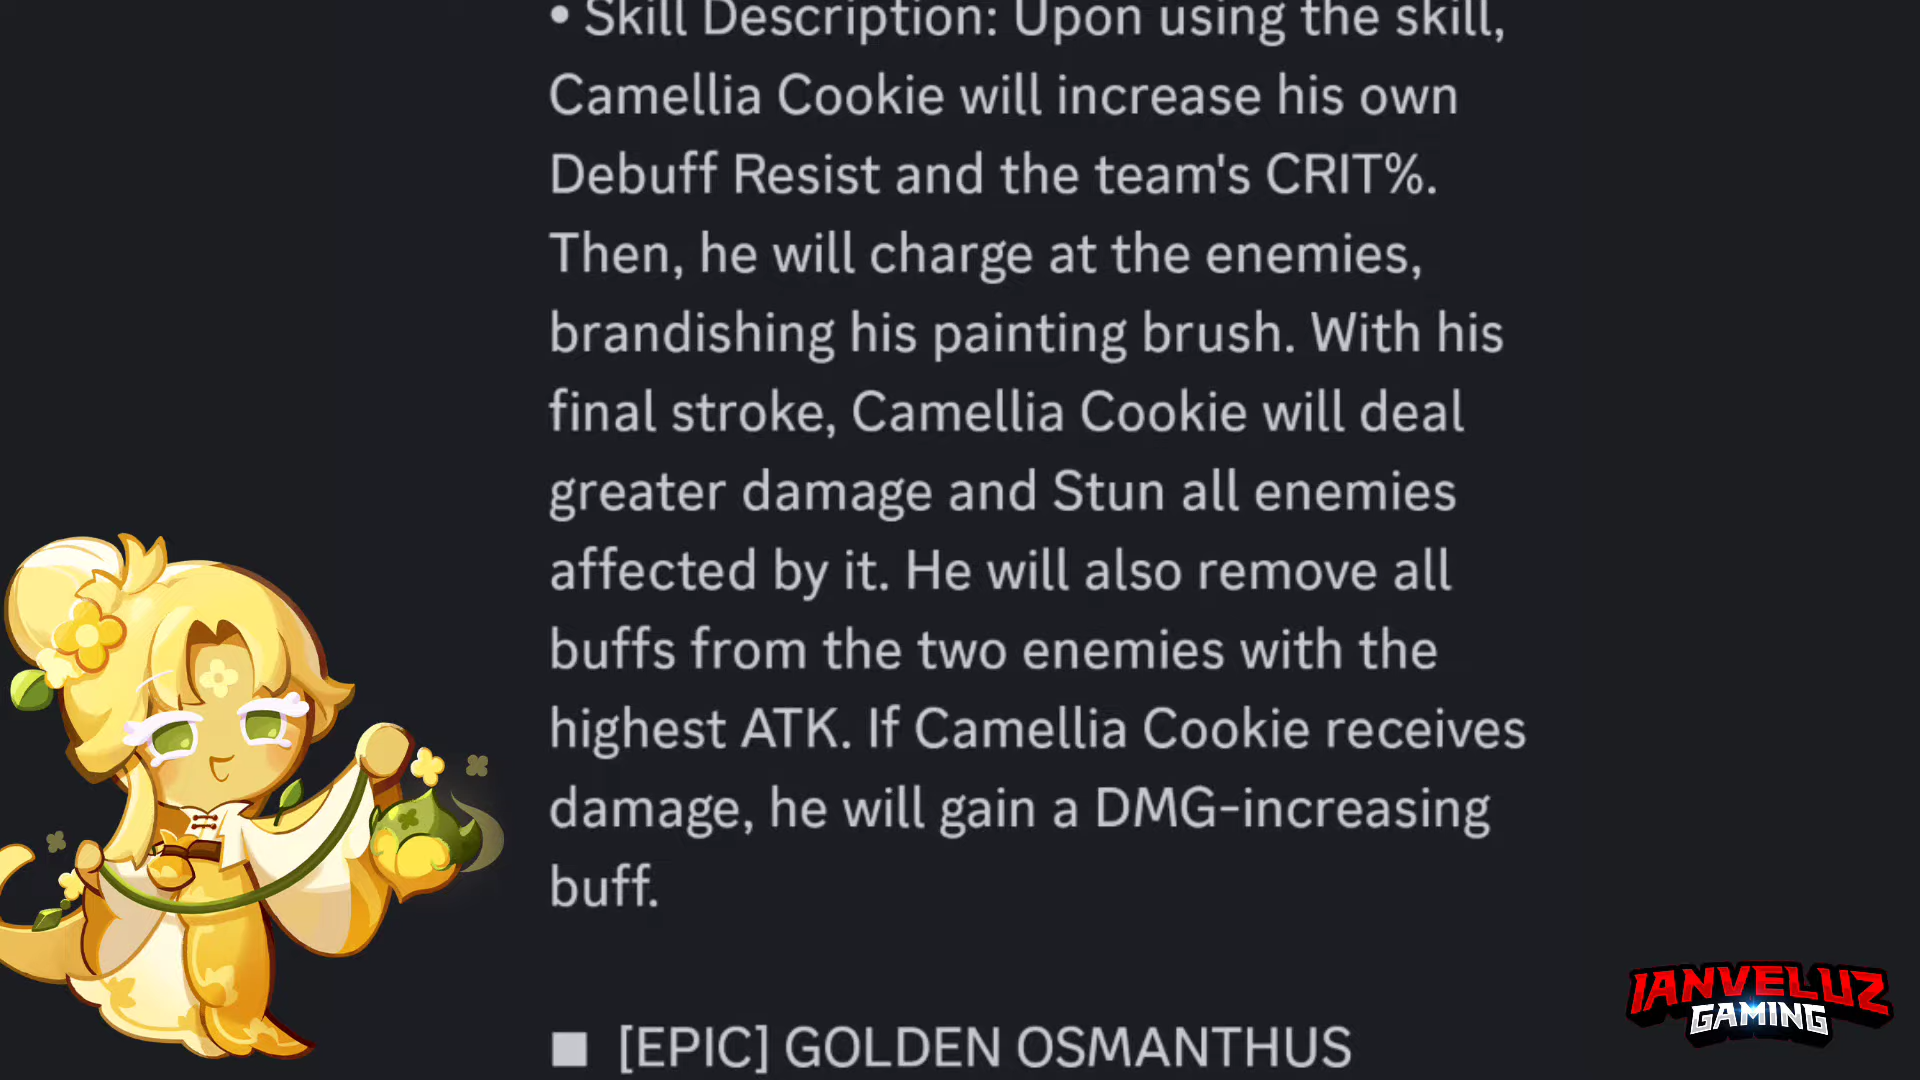 • Skill Description: Upon using the skill,
Camellia Cookie will increase his own
Debuff Resist and the team's CRIT%.
Then, he will charge at the enemies,
brandishing his painting brush. With his
final stroke, Camellia Cookie will deal
greater damage and Stun all enemies
affected by it. He will also remove all
buffs from the two enemies with the
highest ATK. If Camellia Cookie receives
damage, he will gain a DMG-increasing
buff.
■ [EPIC] GOLDEN OSMANTHUS
IANVELUZ
GAMING